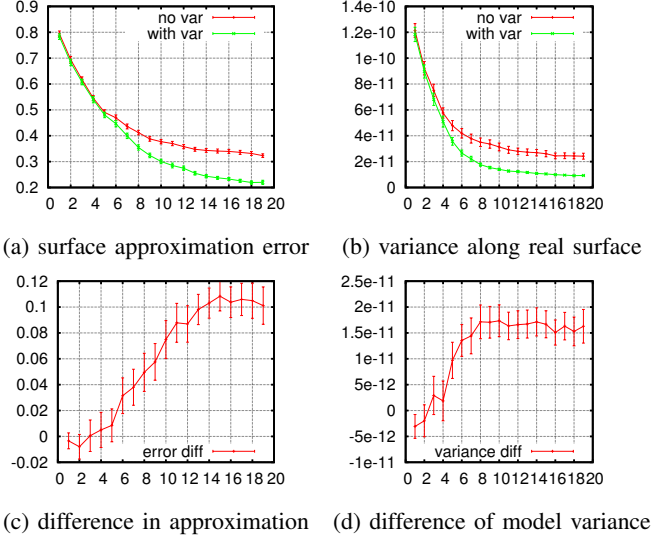 0.9
0.8
0.7
0.6
0.5
0.4
0.3
0.2
no var
with var
0 2 4 6 8 10 12 14 16 18 20
1.4e-10
1.2e-10
1e-10
8e-11
6e-11
4e-11
2e-11
0
no var
with var
0 2 4 6 8 10 12 14 16 18 20
(a) surface approximation error
(b) variance along real surface
0.12
0.1
0.08
0.06
0.04
0.02
0
-0.02
error diff
0 2 4 6 8 10 12 14 16 18 20
2.5e-11
2e-11
1.5e-11
1e-11
5e-12
0
-5e-12
-1e-11
variance diff
0 2 4 6 8 10 12 14 16 18 20
(c) difference in approximation
(d) difference of model variance